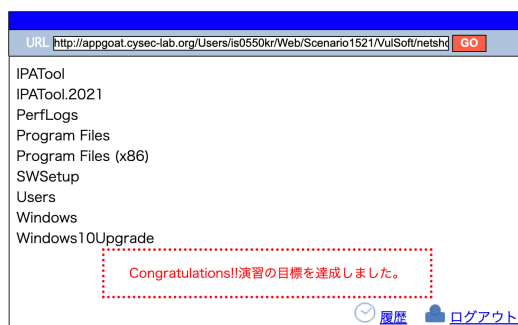 URL http://appgoat.cysec-lab.org/Users/is0550kr/Web/Scenario1521/VulSoft/netsh GO
IPATool
IPATool.2021
PerfLogs
Program Files
Program Files (x86)
SWSetup
Users
Windows
Windows10Upgrade
Congratulations!!演習の目標を達成しました。
履歴 ログアウト